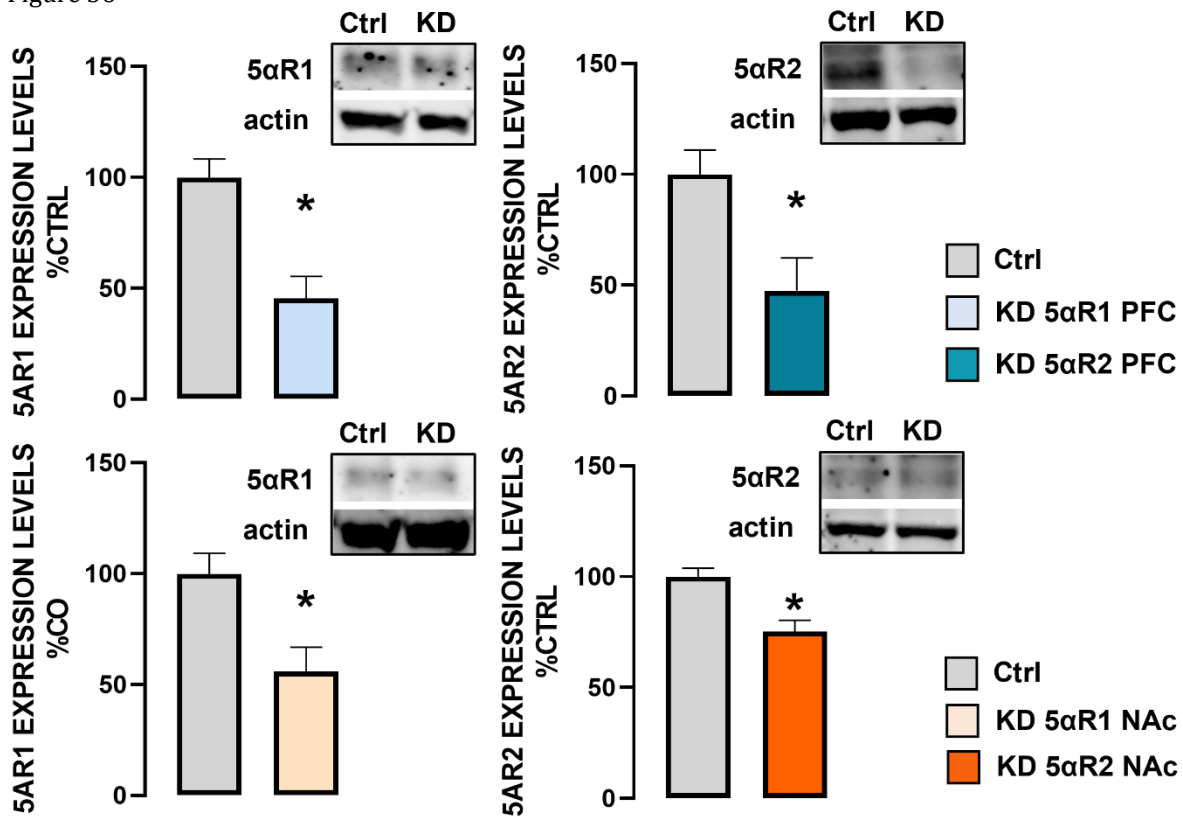 Ctrl KD
5αR1
actin
5AR1 EXPRESSION LEVELS
%CTRL
150
100
50
0
*
Ctrl KD
5αR2
actin
5AR2 EXPRESSION LEVELS
%CTRL
150
100
50
0
*
Ctrl
KD 5αR1 PFC
KD 5αR2 PFC
Ctrl KD
5αR1
actin
5AR1 EXPRESSION LEVELS
%CO
150
100
50
0
*
Ctrl KD
5αR2
actin
5AR2 EXPRESSION LEVELS
%CTRL
150
100
50
0
*
Ctrl
KD 5αR1 NAc
KD 5αR2 NAc